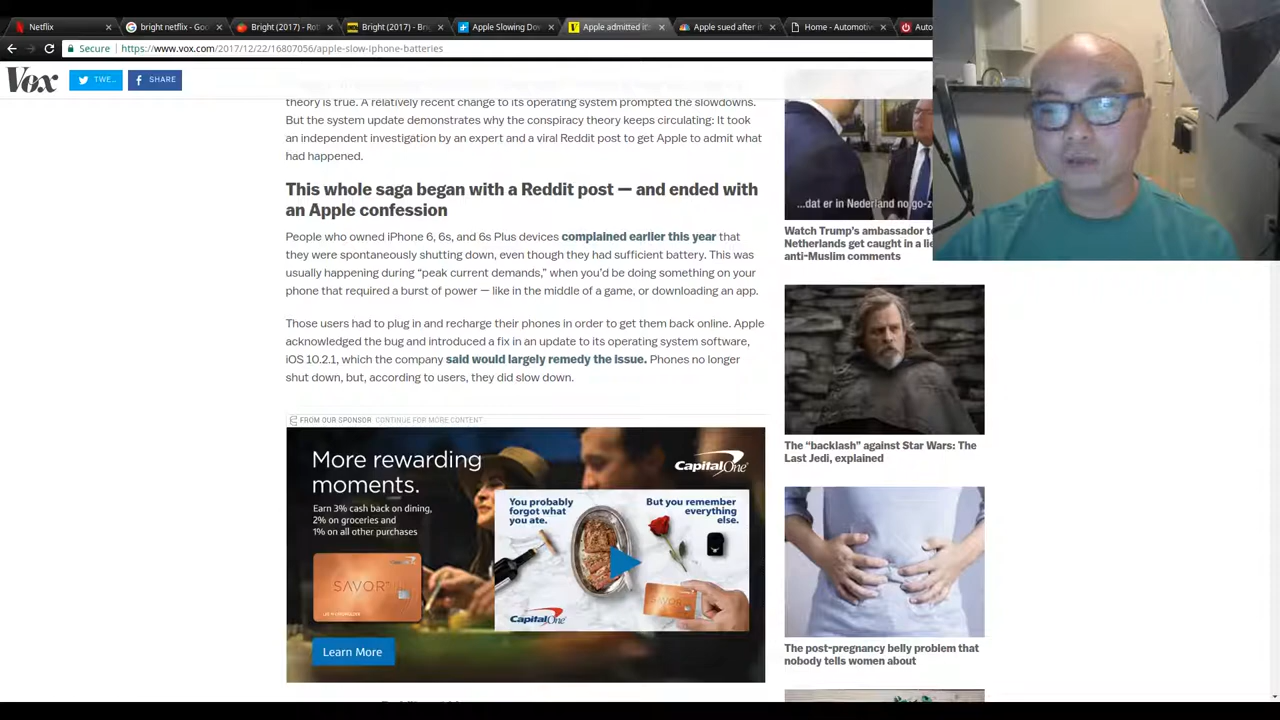 Netflix
bright netflix - Goo
Bright (2017) - Rot
Bright (2017) - Bri
Apple Slowing Dov
Apple admitted it's
Apple sued after it
Home - Automotive
Auto
Secure
https://www.vox.com/2017/12/22/16807056/apple-slow-iphone-batteries
Vox
TWE...
SHARE
theory is true. A relatively recent change to its operating system prompted the slowdowns.
But the system update demonstrates why the conspiracy theory keeps circulating: It took
an independent investigation by an expert and a viral Reddit post to get Apple to admit what
had happened.
This whole saga began with a Reddit post — and ended with
an Apple confession
People who owned iPhone 6, 6s, and 6s Plus devices complained earlier this year that
they were spontaneously shutting down, even though they had sufficient battery. This was
usually happening during “peak current demands,” when you’d be doing something on your
phone that required a burst of power — like in the middle of a game, or downloading an app.
Those users had to plug in and recharge their phones in order to get them back online. Apple
acknowledged the bug and introduced a fix in an update to its operating system software,
iOS 10.2.1, which the company said would largely remedy the issue. Phones no longer
shut down, but, according to users, they did slow down.
FROM OUR SPONSOR CONTINUE FOR MORE CONTENT
More rewarding
moments.
Earn 3% cash back on dining,
2% on groceries and
1% on all other purchases
SAVOR
Learn More
Capital One
You probably
forgot what
you ate.
But you remember
everything
else.
Capital One
...dat er in Nederland no-go-z
Watch Trump's ambassador to
Netherlands get caught in a lie
anti-Muslim comments
The “backlash” against Star Wars: The
Last Jedi, explained
The post-pregnancy belly problem that
nobody tells women about